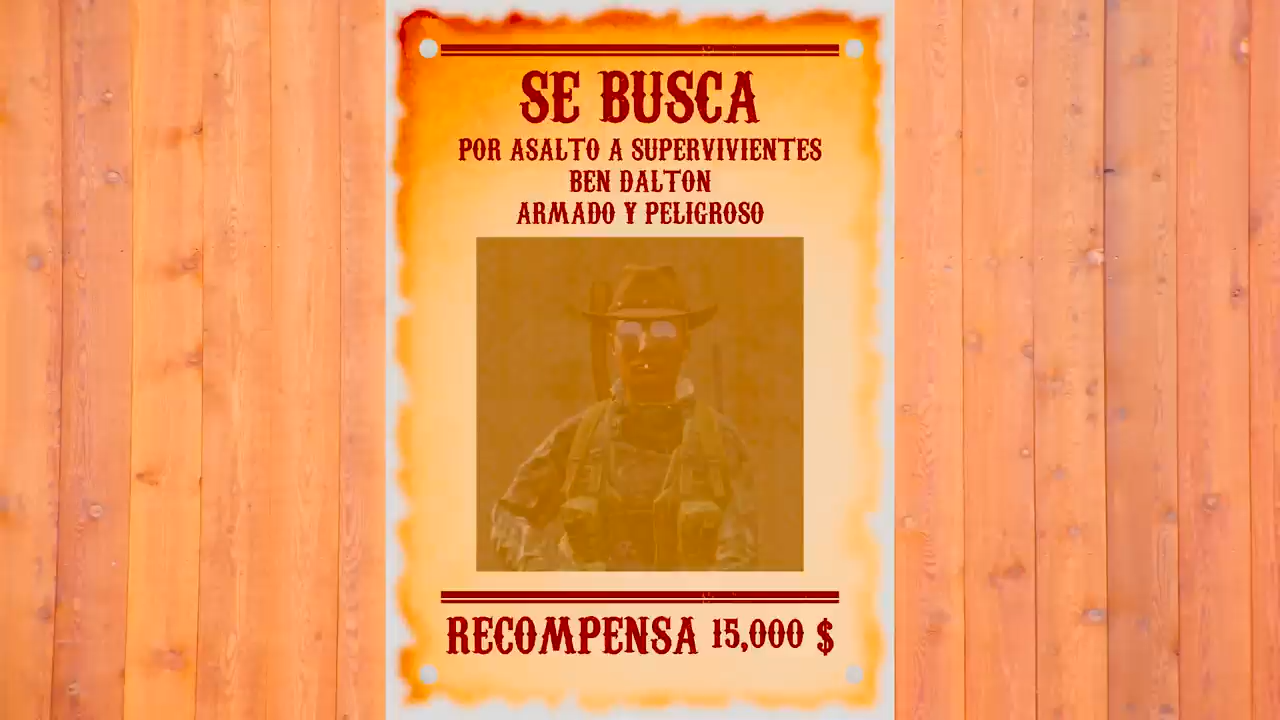 SE BUSCA
POR ASALTO A SUPERVIVIENTES
BEN DALTON
ARMADO Y PELIGROSO
RECOMPENSA 15,000 $